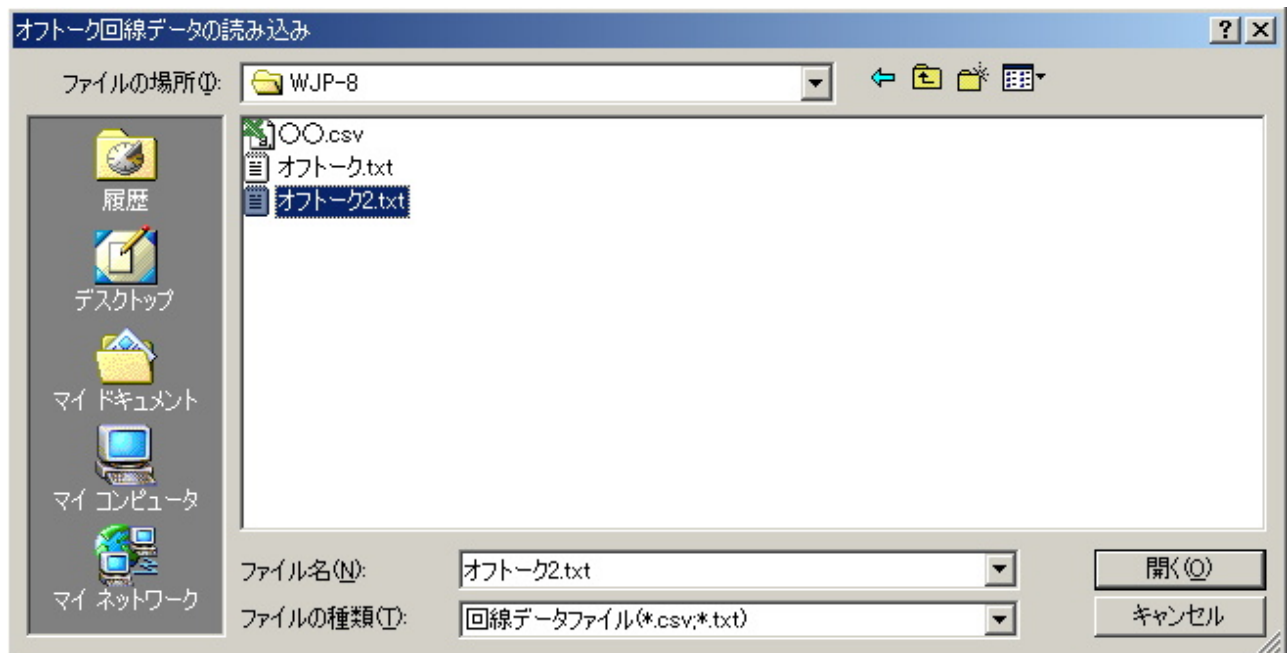 オフトーク回線データの読み込み
ファイルの場所(I):
WJP-8
〇〇.csv
オフトーク.txt
オフトーク2.txt
履歴
デスクトップ
マイ ドキュメント
マイ コンピュータ
マイ ネットワーク
ファイル名(N):
オフトーク2.txt
開く(O)
ファイルの種類(T):
回線データファイル(*.csv;*.txt)
キャンセル